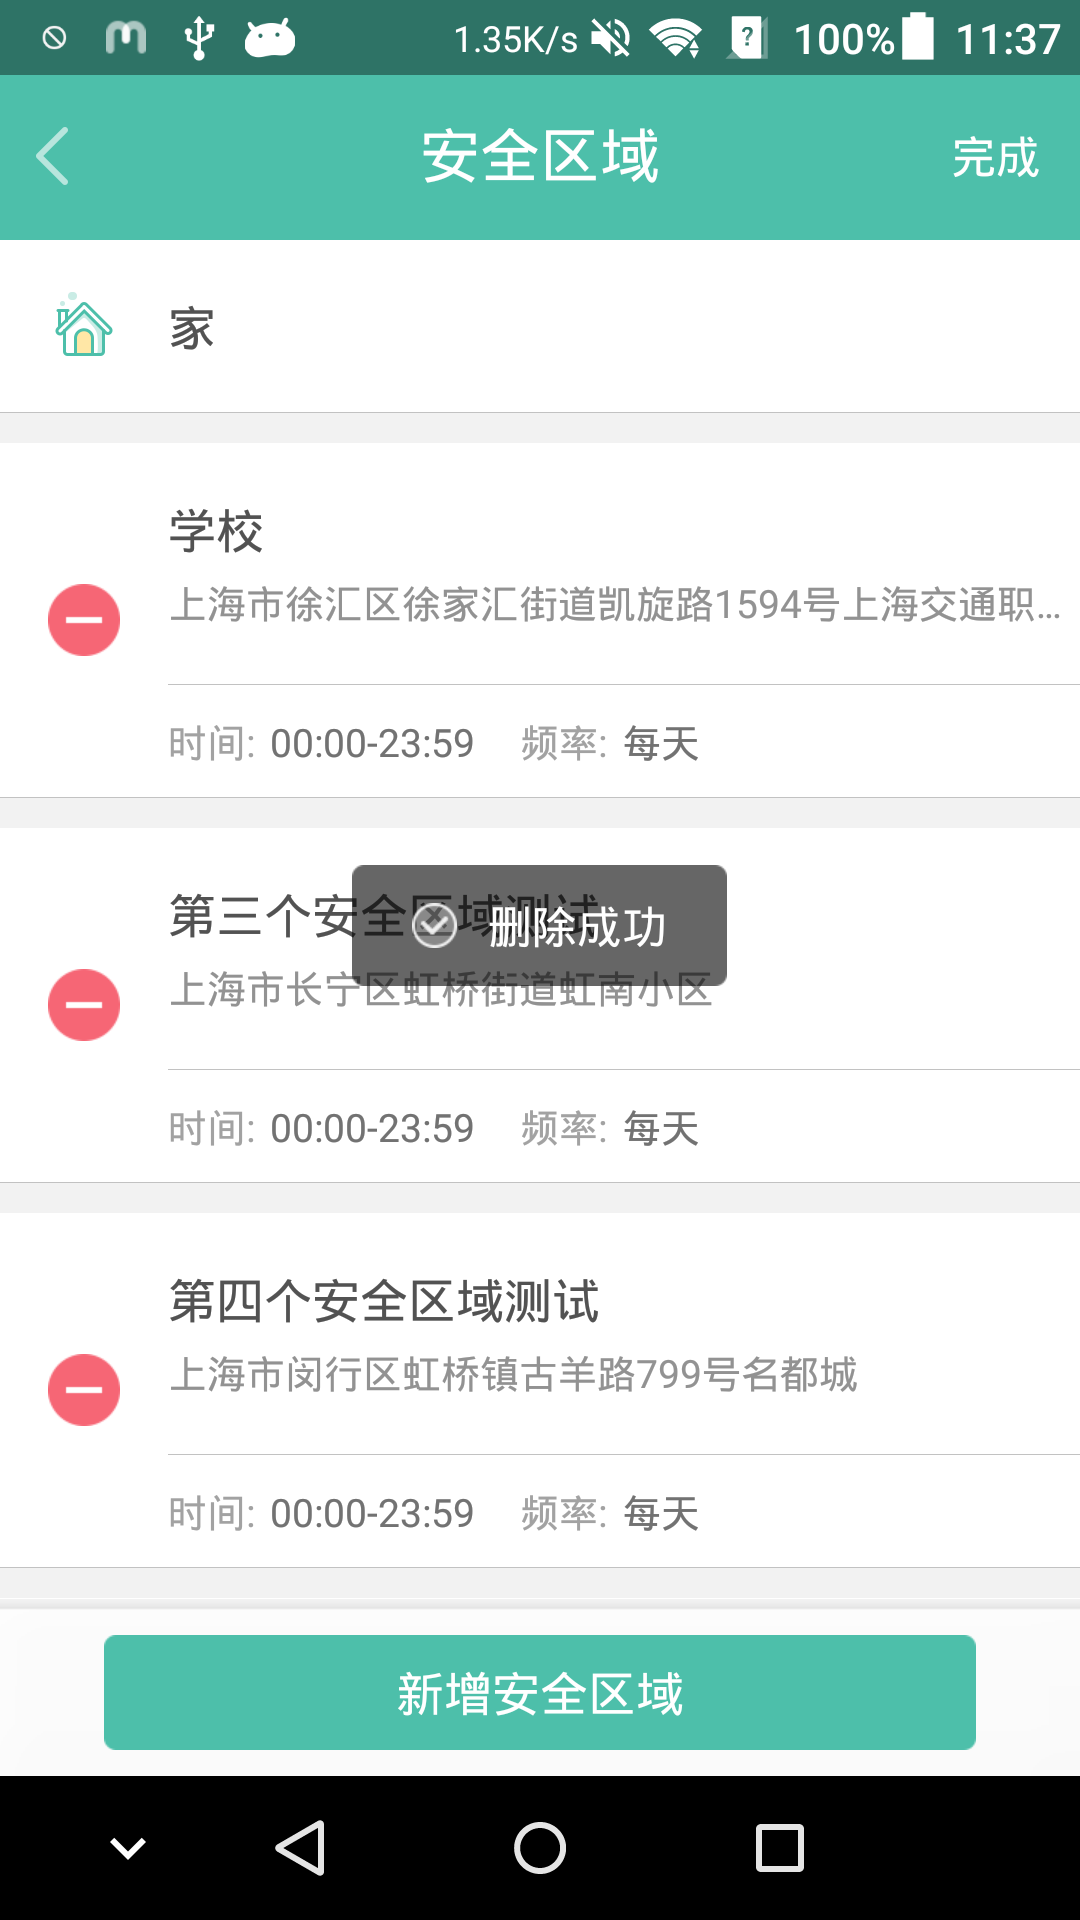 1.35K/s 100% 11:37
安全区域 完成
家
学校
上海市徐汇区徐家汇街道凯旋路1594号上海交通职...
时间: 00:00-23:59 频率: 每天
第三个安全区域测试
删除成功
上海市长宁区虹桥街道虹南小区
时间: 00:00-23:59 频率: 每天
第四个安全区域测试
上海市闵行区虹桥镇古羊路799号名都城
时间: 00:00-23:59 频率: 每天
新增安全区域